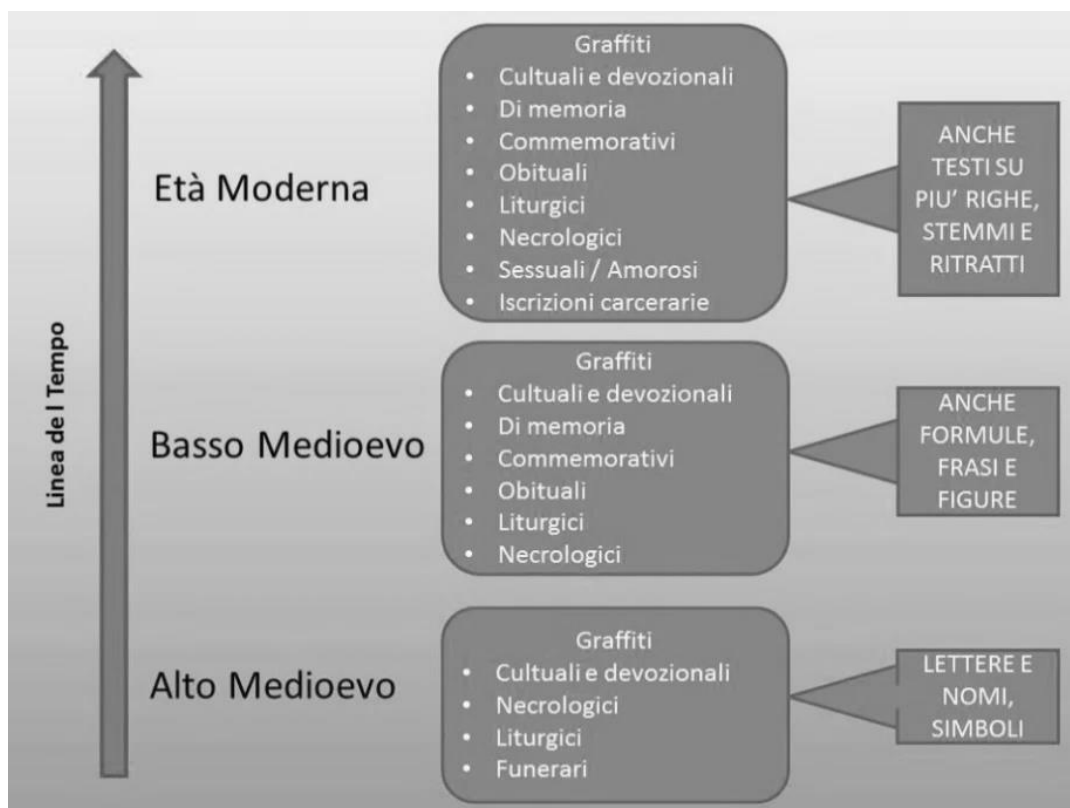 Graffiti
• Cultuali e devozionali
• Di memoria
• Commemorativi
• Obituali
• Liturgici
• Necrologici
• Sessuali / Amorosi
• Iscrizioni carcerarie
Età Moderna
ANCHE
TESTI SU
PIU’ RIGHE,
STEMMI E
RITRATTI
Graffiti
• Cultuali e devozionali
• Di memoria
• Commemorativi
• Obituali
• Liturgici
• Necrologici
Basso Medioevo
ANCHE
FORMULE,
FRASI E
FIGURE
Graffiti
• Cultuali e devozionali
• Necrologici
• Liturgici
• Funerari
Alto Medioevo
LETTERE E
NOMI,
SIMBOLI
Linea de l Tempo